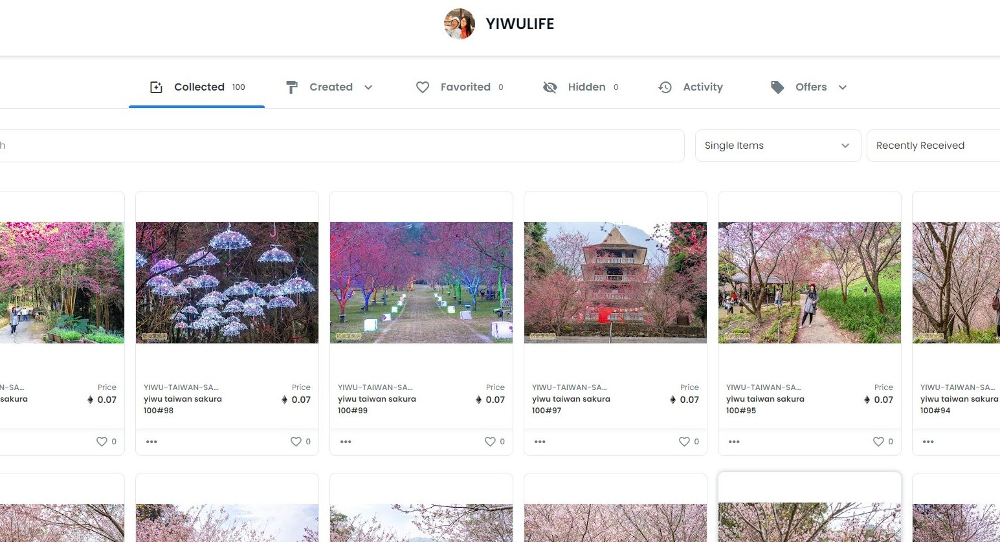 YIWULIFE
Collected 100
Created
Favorited 0
Hidden 0
Activity
Offers
h
Single Items
Recently Received
N-SA...
Price
sakura
0.07
0
YIWU-TAIWAN-SA...
Price
yiwu taiwan sakura
0.07
100#98
0
YIWU-TAIWAN-SA...
Price
yiwu taiwan sakura
0.07
100#99
0
YIWU-TAIWAN-SA...
Price
yiwu taiwan sakura
0.07
100#97
0
YIWU-TAIWAN-SA...
Price
yiwu taiwan sakura
0.07
100#95
0
YIWU-TAIWAN-SA...
yiwu taiwan sakura
100#94